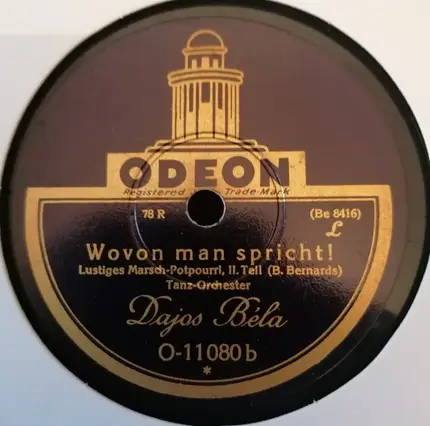 ODEON
Registered Trade-Mark
78 R (Be 8416)
L
Wovon man spricht!
Lustiges Marsch-Potpourri, II. Teil (B. Bernards)
Tanz-Orchester
Dajos Béla
O-11080 b
*